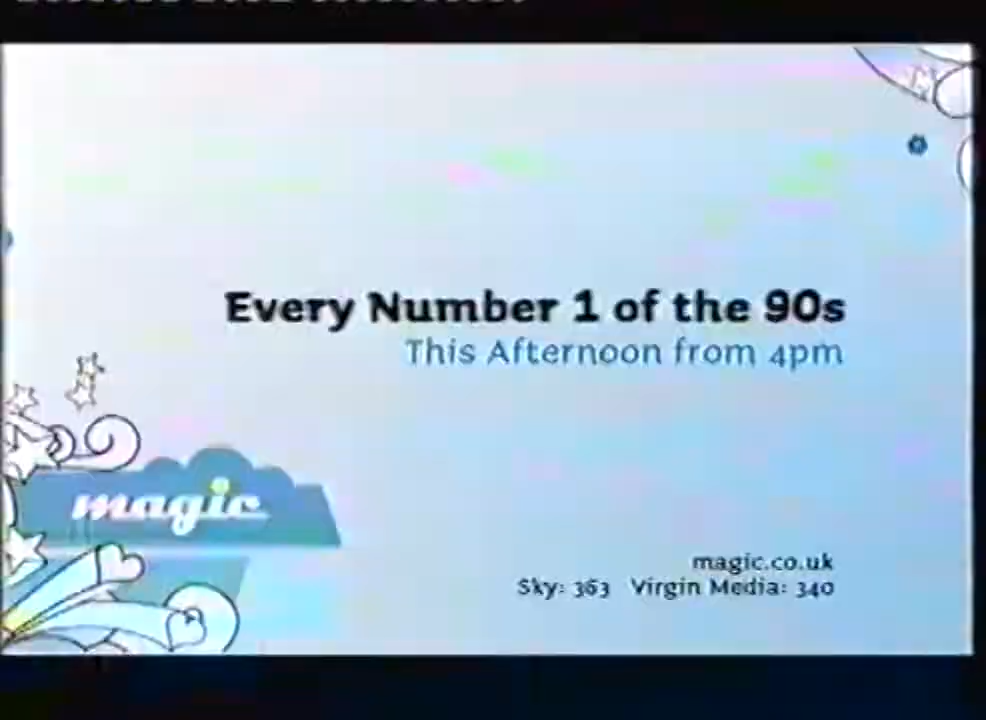 Every Number 1 of the 90s
This Afternoon from 4pm
magic
magic.co.uk
Sky: 363 Virgin Media: 340